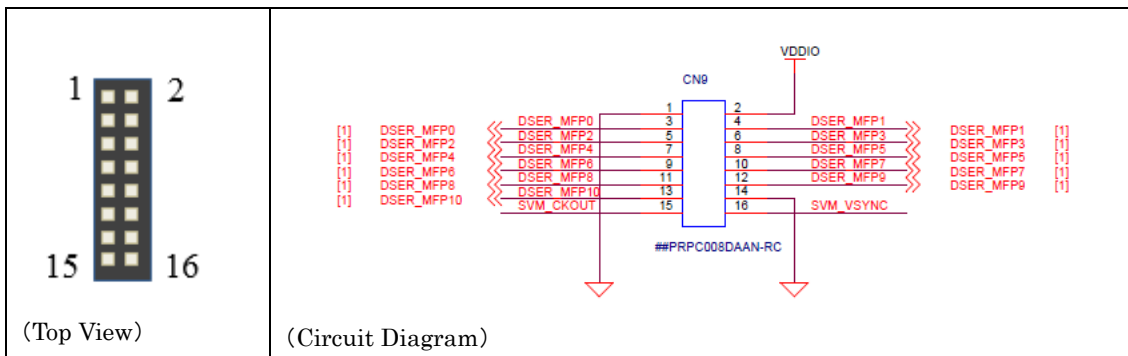 1 2
15 16
(Top View)
VDDIO
CN9
1 2
[1] DSER_MFP0 DSER_MFP0 3 4 DSER_MFP1 DSER_MFP1 [1]
[1] DSER_MFP2 DSER_MFP2 5 6 DSER_MFP3 DSER_MFP3 [1]
[1] DSER_MFP4 DSER_MFP4 7 8 DSER_MFP5 DSER_MFP5 [1]
[1] DSER_MFP6 DSER_MFP6 9 10 DSER_MFP7 DSER_MFP7 [1]
[1] DSER_MFP8 DSER_MFP8 11 12 DSER_MFP9 DSER_MFP9 [1]
[1] DSER_MFP10 DSER_MFP10 13 14
SVM_CKOUT 15 16 SVM_VSYNC
##PRPC008DAAN-RC
(Circuit Diagram)